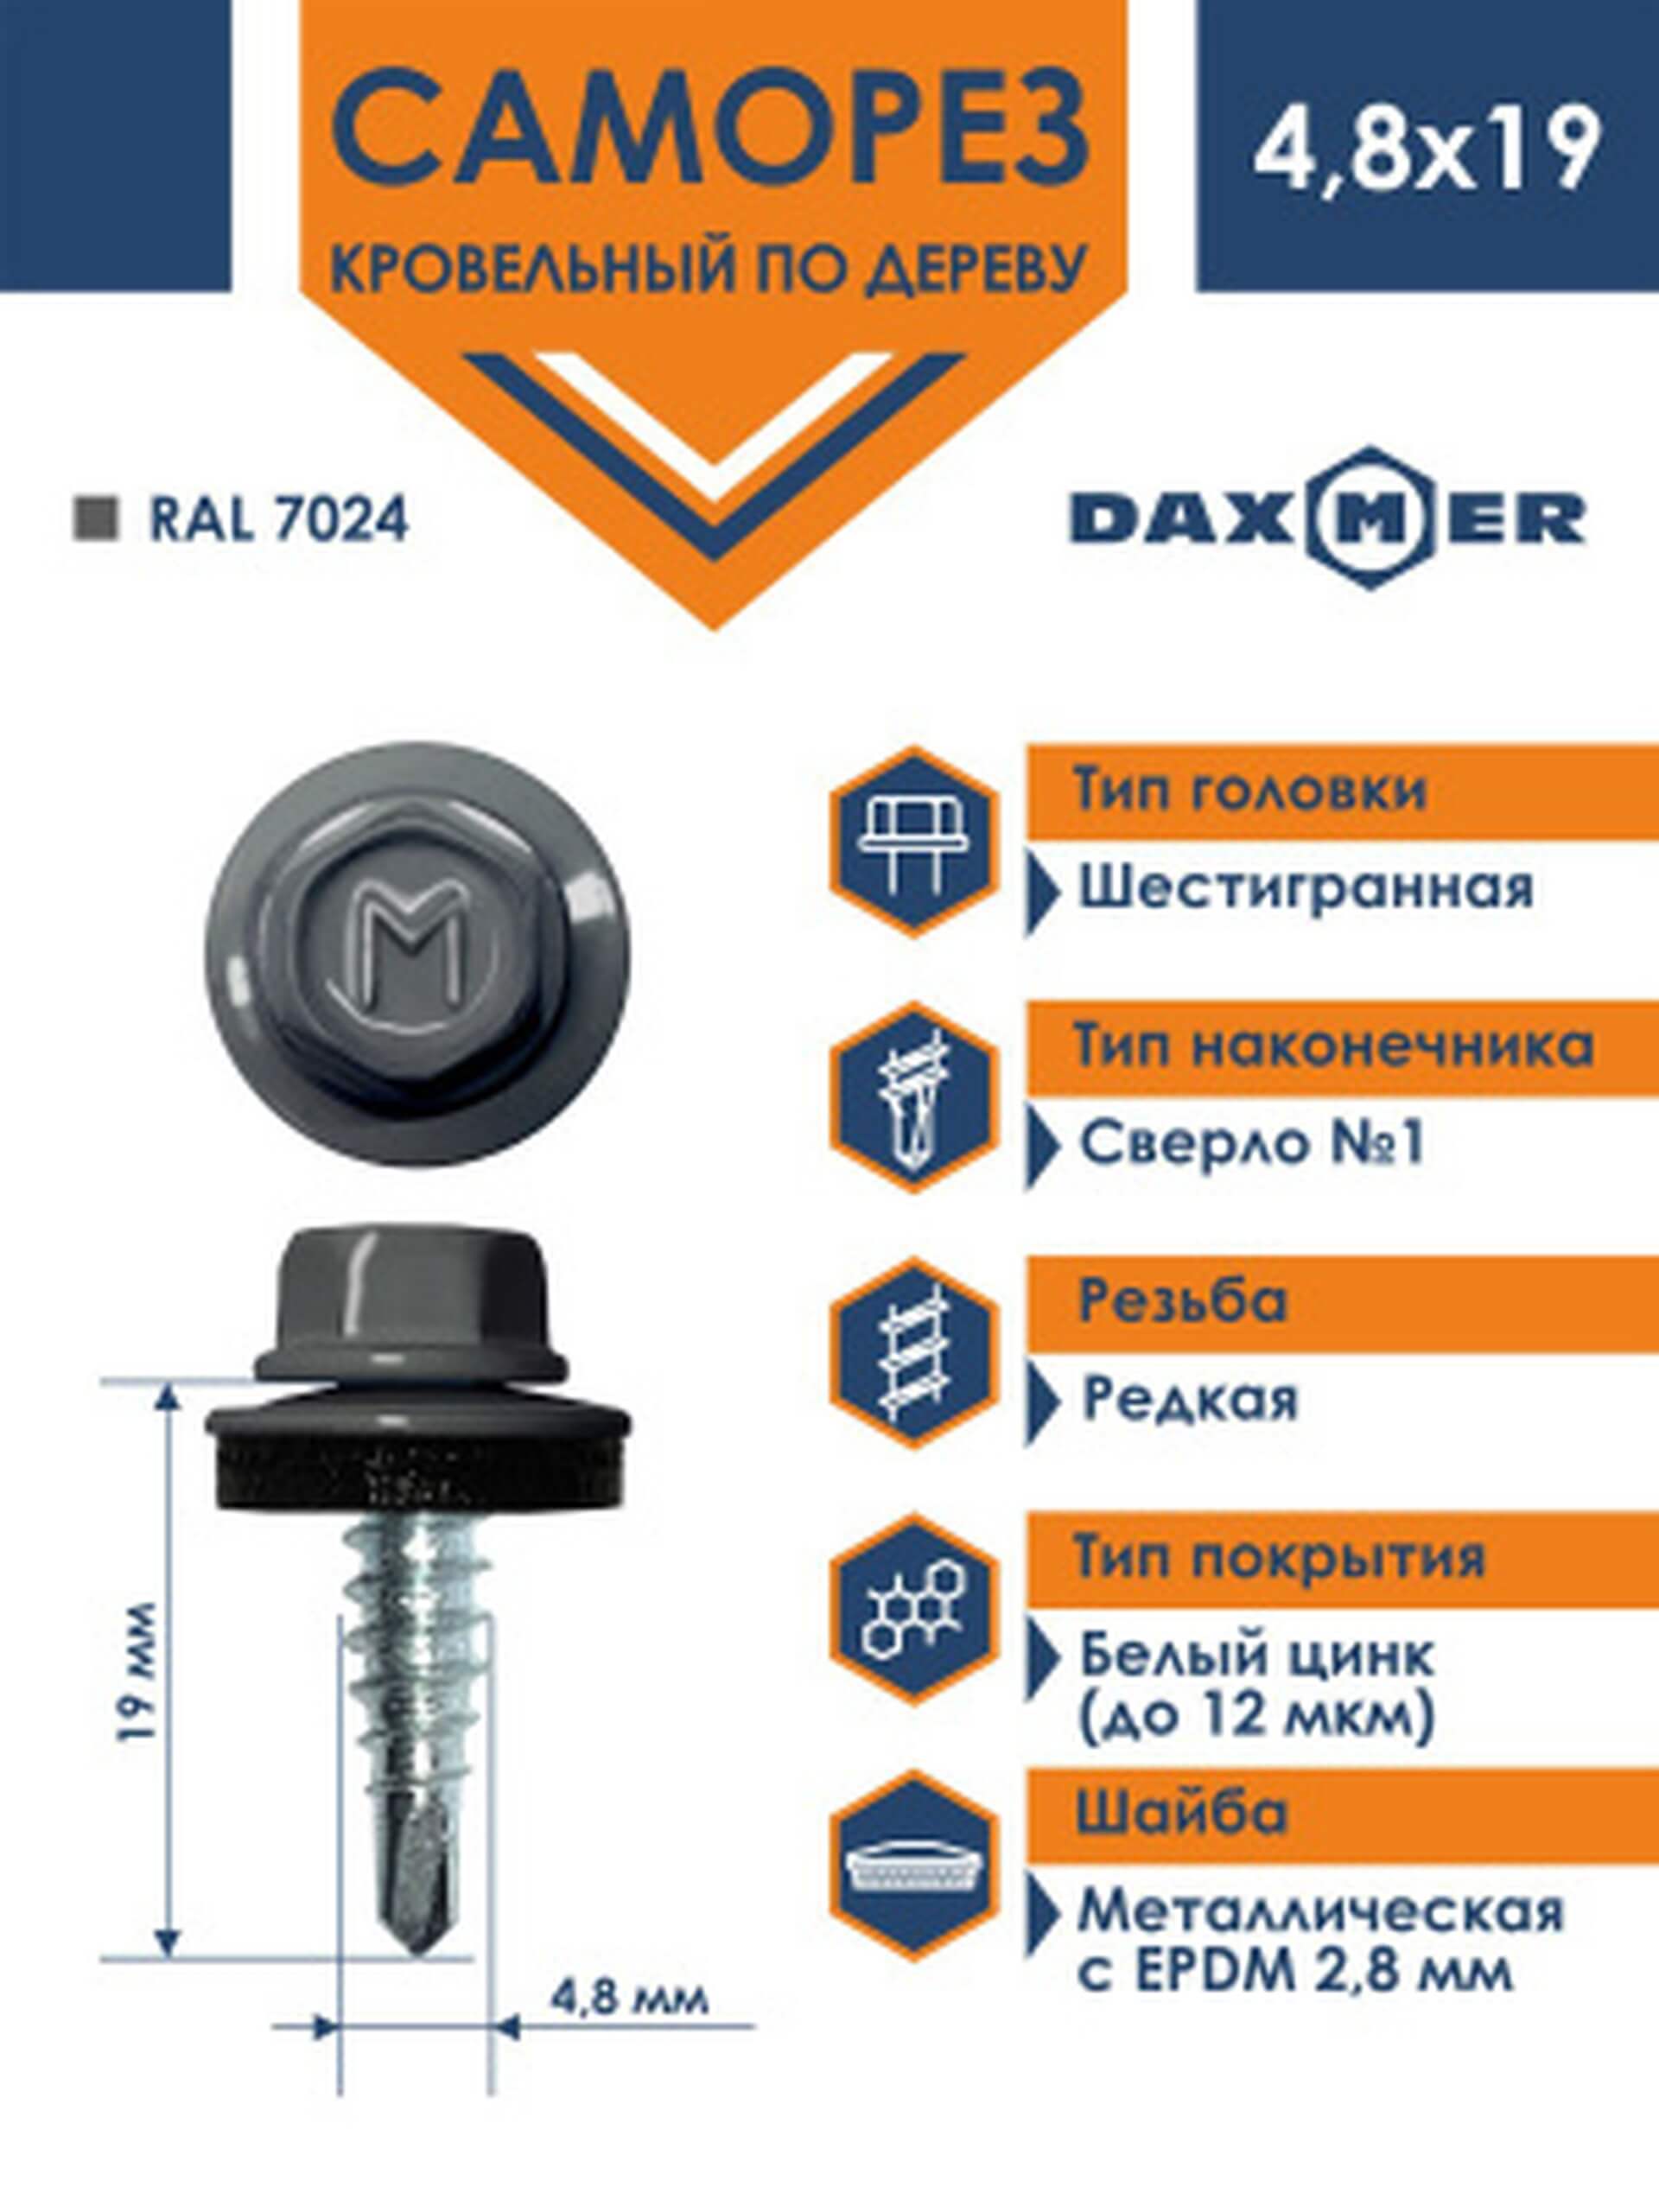 САМОРЕЗ
КРОВЕЛЬНЫЙ ПО ДЕРЕВУ
4,8x19
RAL 7024
DAXMER
M
Тип головки
Шестигранная
Тип наконечника
Сверло №1
Резьба
Редкая
Тип покрытия
Белый цинк
(до 12 мкм)
Шайба
Металлическая
с EPDM 2,8 мм
19 мм
4,8 мм